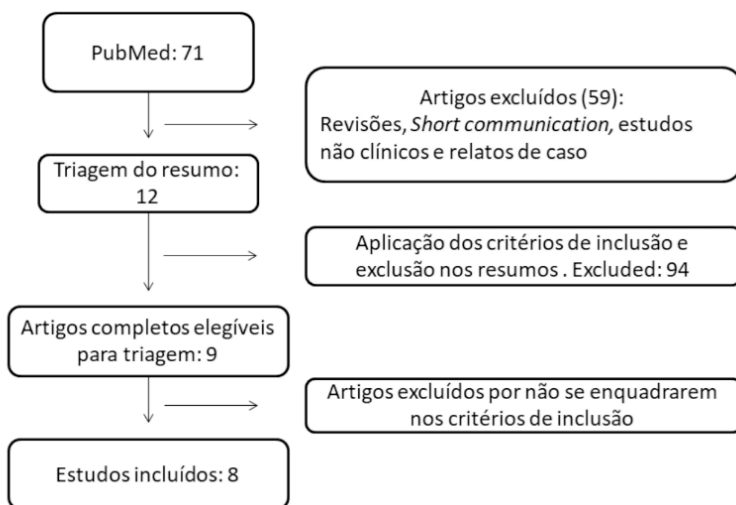 PubMed: 71
Artigos excluídos (59):
Revisões, Short communication, estudos
não clínicos e relatos de caso
Triagem do resumo:
12
Aplicação dos critérios de inclusão e
exclusão nos resumos . Excluded: 94
Artigos completos elegíveis
para triagem: 9
Artigos excluídos por não se enquadrarem
nos critérios de inclusão
Estudos incluídos: 8